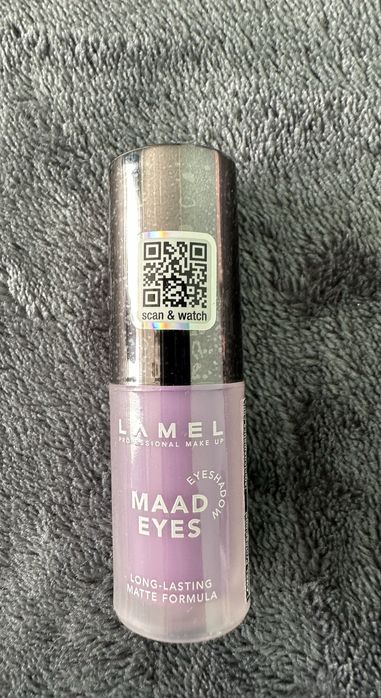 scan & watch
LAMEL
PROFESSIONAL MAKE UP
EYESHADOW
MAAD
EYES
LONG-LASTING
MATTE FORMULA